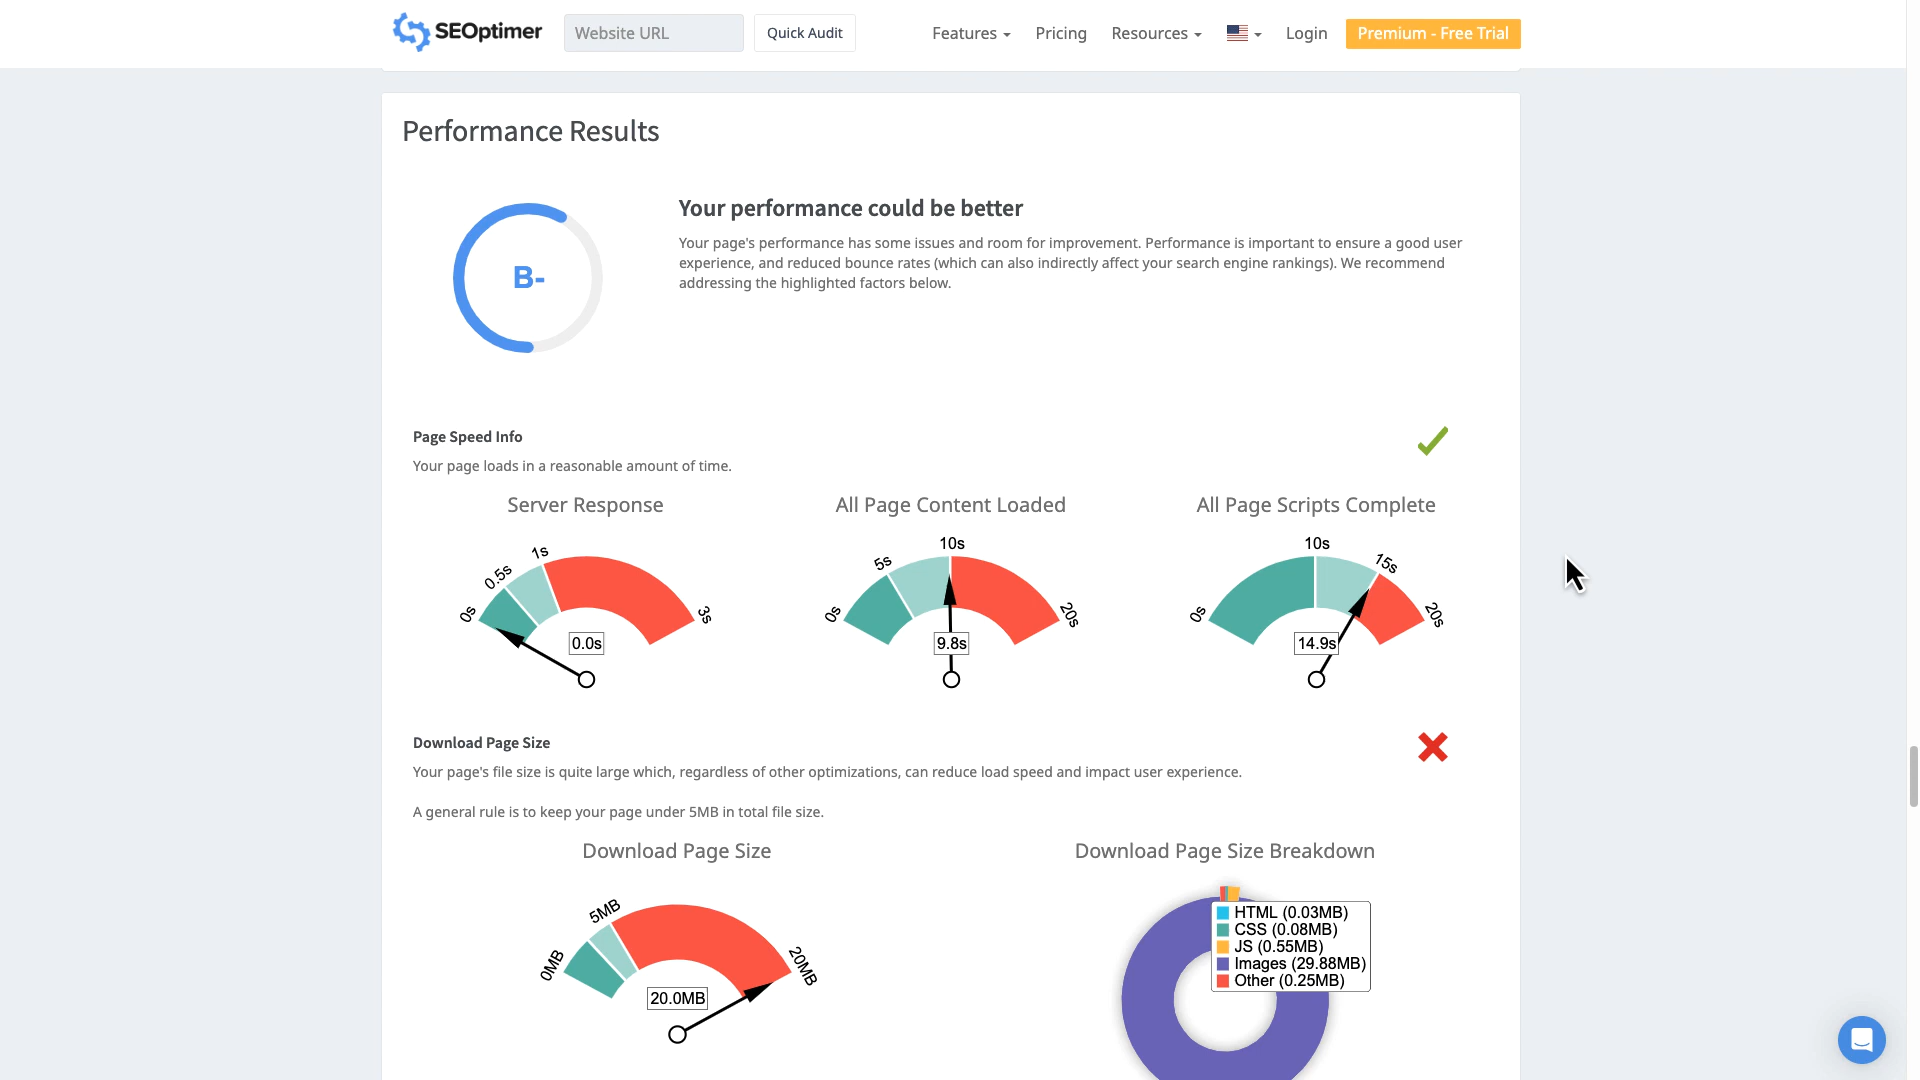 SEOptimer
Website URL
Quick Audit
Features
Pricing
Resources
Login
Premium - Free Trial
Performance Results
B-
Your performance could be better
Your page's performance has some issues and room for improvement. Performance is important to ensure a good user
experience, and reduced bounce rates (which can also indirectly affect your search engine rankings). We recommend
addressing the highlighted factors below.
Page Speed Info
Your page loads in a reasonable amount of time.
Server Response
0s
0.5s
1s
3s
0.0s
All Page Content Loaded
0s
5s
10s
20s
9.8s
All Page Scripts Complete
0s
10s
15s
20s
14.9s
Download Page Size
Your page's file size is quite large which, regardless of other optimizations, can reduce load speed and impact user experience.
A general rule is to keep your page under 5MB in total file size.
Download Page Size
0MB
5MB
20MB
20.0MB
Download Page Size Breakdown
HTML (0.03MB)
CSS (0.08MB)
JS (0.55MB)
Images (29.88MB)
Other (0.25MB)